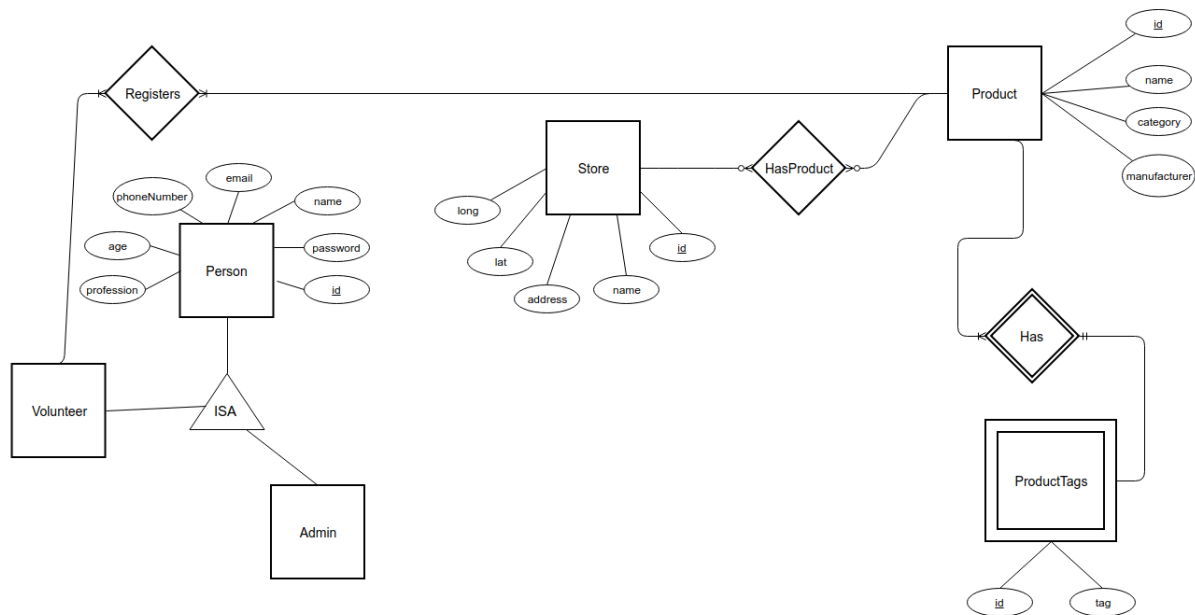 id
Registers
Product
name
category
Store
HasProduct
manufacturer
email
phoneNumber
name
long
age
password
id
Person
lat
profession
id
address
name
Has
Volunteer
ISA
ProductTags
Admin
id
tag